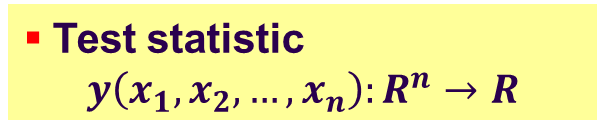 ▪ Test statistic
y(x₁, x₂, …, xₙ): Rⁿ → R